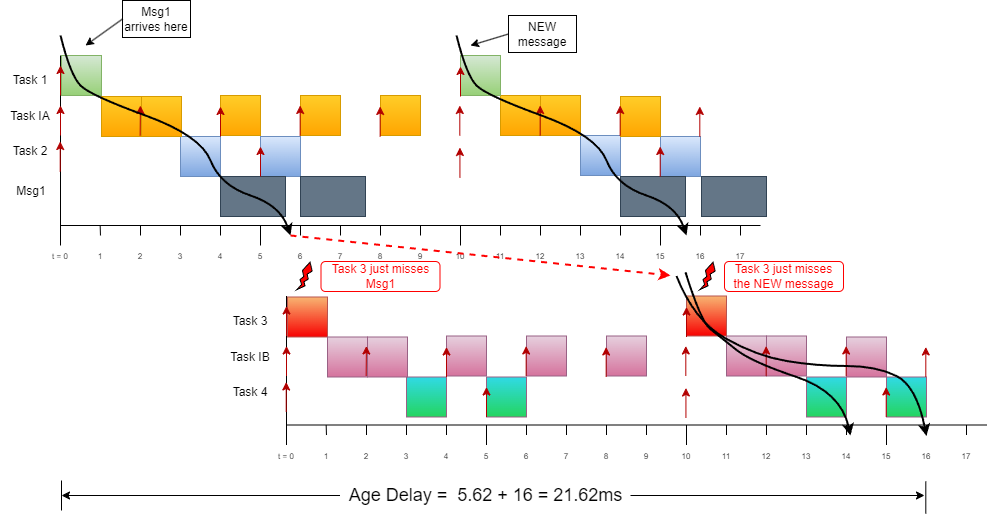 Msg1
arrives here
NEW
message
Task 1
Task IA
Task 2
Msg1
t = 0 1 2 3 4 5 6 7 8 9 10 11 12 13 14 15 16 17
Task 3 just misses
Msg1
Task 3 just misses
the NEW message
Task 3
Task IB
Task 4
t = 0 1 2 3 4 5 6 7 8 9 10 11 12 13 14 15 16 17
Age Delay = 5.62 + 16 = 21.62ms